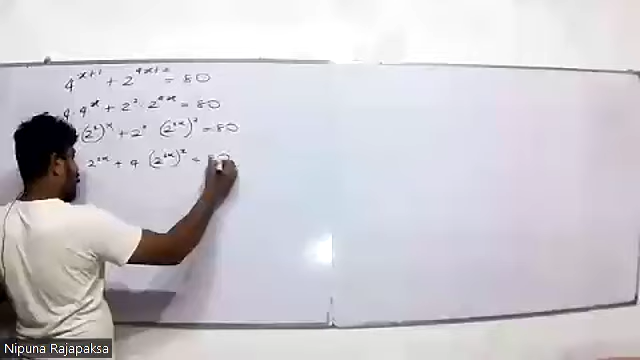 4^{x+1} + 2^{4x+2} = 80
4 · 4^x + 2^2 · 2^{4x} = 80
(2^2)^x + 2^2 (2^{2x})^2 = 80
2^{2x} + 4 (2^{2x})^2 = 80
Nipuna Rajapaksa